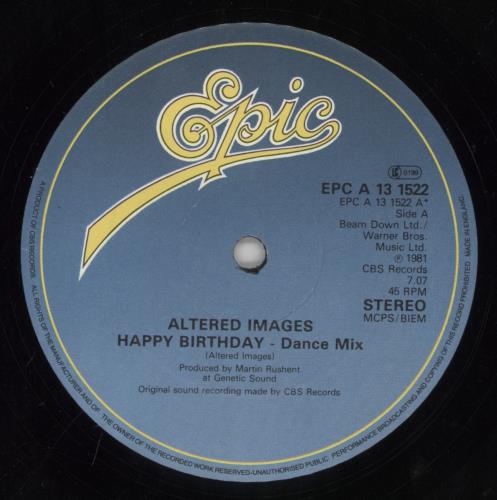 Epic
LC 0199
EPC A 13 1522
EPC A 13 1522 A*
Side A
Beam Down Ltd./
Warner Bros.
Music Ltd.
℗ 1981
CBS Records
7.07
45 RPM
STEREO
MCPS/BIEM
ALTERED IMAGES
HAPPY BIRTHDAY - Dance Mix
(Altered Images)
Produced by Martin Rushent
at Genetic Sound
Original sound recording made by CBS Records
A PRODUCT OF CBS RECORDS. ALL RIGHTS OF THE MANUFACTURER AND OF THE OWNER OF THE RECORDED WORK RESERVED-UNAUTHORISED PUBLIC PERFORMANCE BROADCASTING AND COPYING OF THIS RECORD PROHIBITED MADE IN ENGLAND.